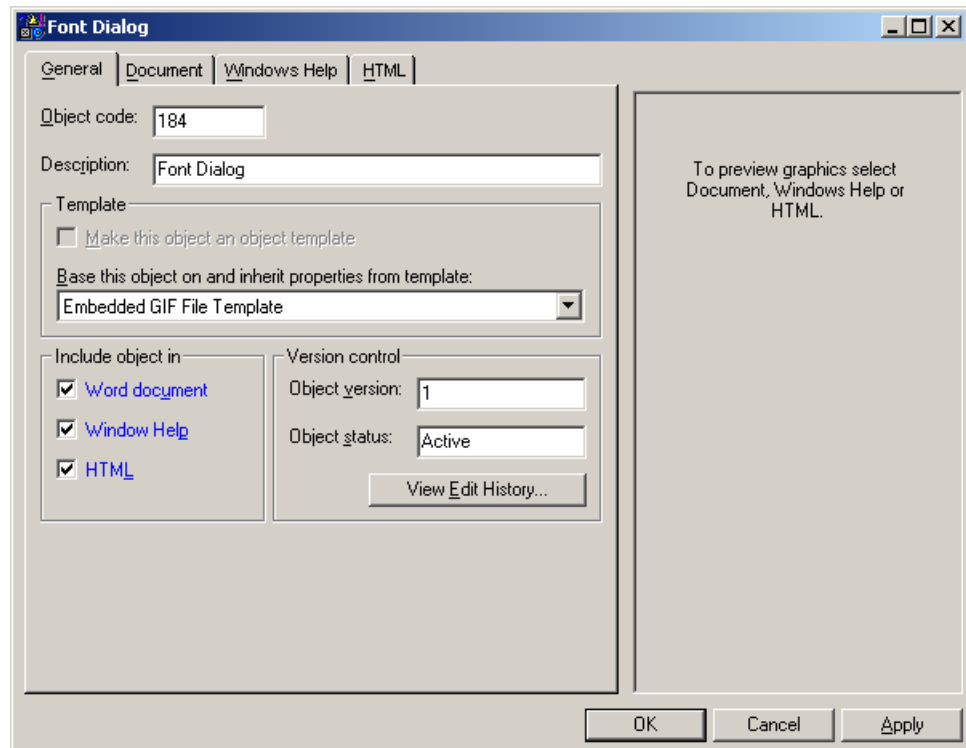 Font Dialog
General Document Windows Help HTML
Object code: 184
Description: Font Dialog
To preview graphics select
Document, Windows Help or
HTML.
Template
Make this object an object template
Base this object on and inherit properties from template:
Embedded GIF File Template
Include object in
Word document
Window Help
HTML
Version control
Object version: 1
Object status: Active
View Edit History...
OK Cancel Apply